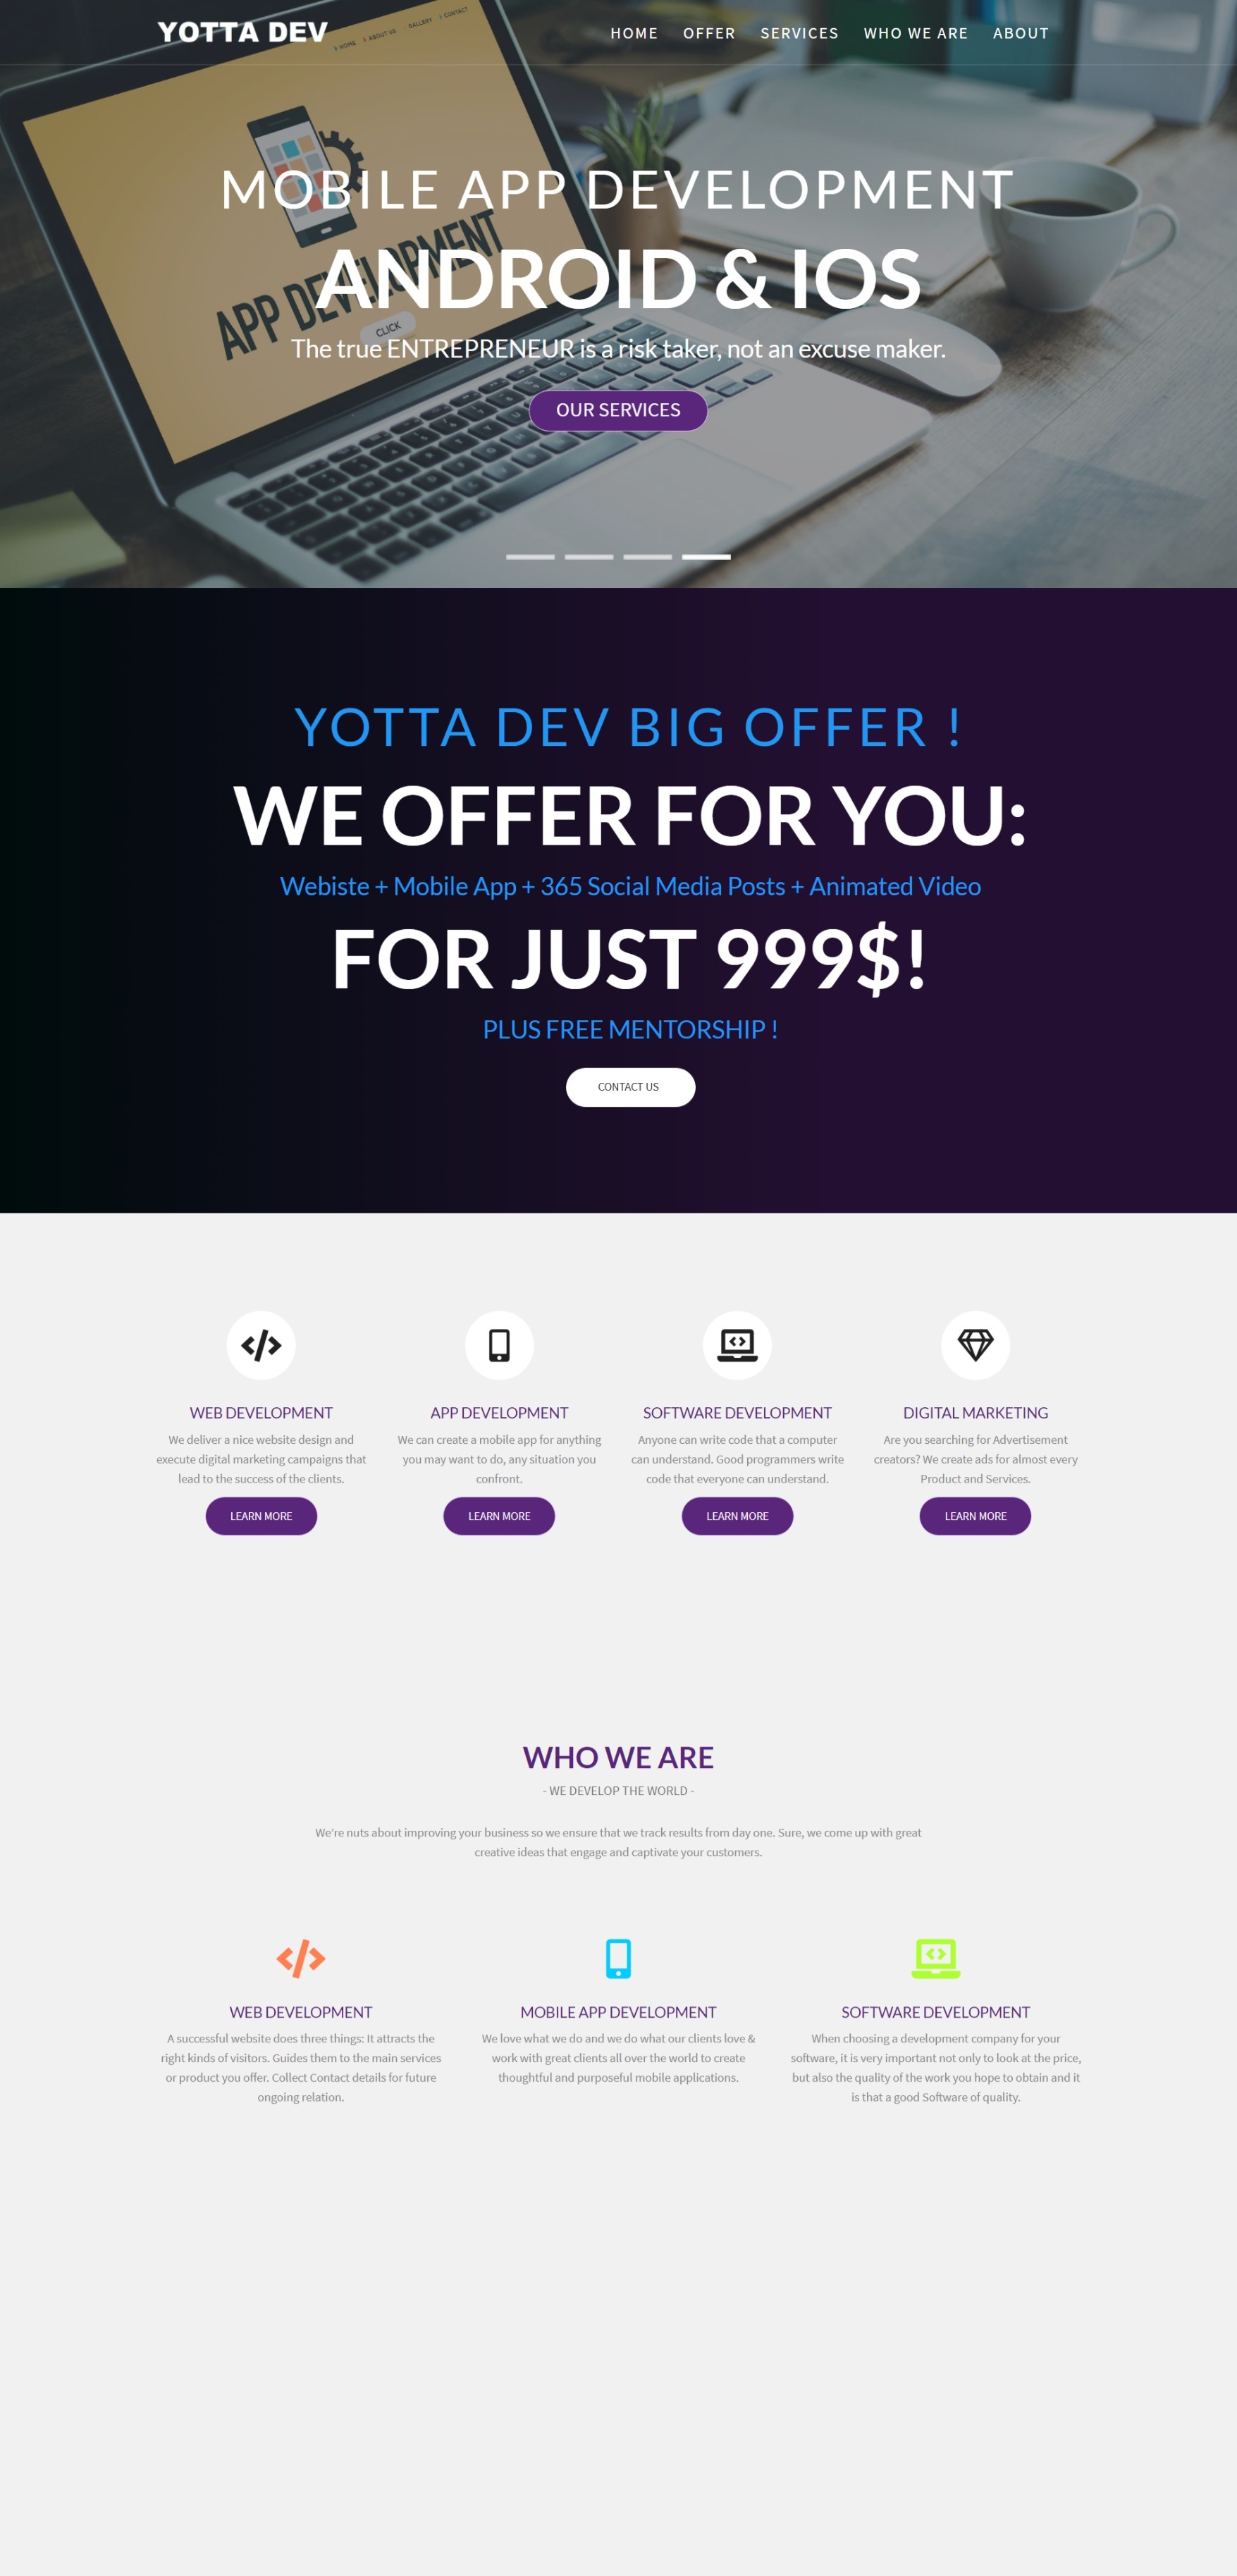 YOTTA DEV
HOME OFFER SERVICES WHO WE ARE ABOUT
HOME ABOUT US GALLERY CONTACT
MOBILE APP DEVELOPMENT
ANDROID & IOS
APP DEVELOPMENT
CLICK
The true ENTREPRENEUR is a risk taker, not an excuse maker.
OUR SERVICES
YOTTA DEV BIG OFFER !
WE OFFER FOR YOU:
Webiste + Mobile App + 365 Social Media Posts + Animated Video
FOR JUST 999$!
PLUS FREE MENTORSHIP !
CONTACT US
WEB DEVELOPMENT
We deliver a nice website design and
execute digital marketing campaigns that
lead to the success of the clients.
LEARN MORE
APP DEVELOPMENT
We can create a mobile app for anything
you may want to do, any situation you
confront.
LEARN MORE
SOFTWARE DEVELOPMENT
Anyone can write code that a computer
can understand. Good programmers write
code that everyone can understand.
LEARN MORE
DIGITAL MARKETING
Are you searching for Advertisement
creators? We create ads for almost every
Product and Services.
LEARN MORE
WHO WE ARE
- WE DEVELOP THE WORLD -
We're nuts about improving your business so we ensure that we track results from day one. Sure, we come up with great
creative ideas that engage and captivate your customers.
WEB DEVELOPMENT
A successful website does three things: It attracts the
right kinds of visitors. Guides them to the main services
or product you offer. Collect Contact details for future
ongoing relation.
MOBILE APP DEVELOPMENT
We love what we do and we do what our clients love &
work with great clients all over the world to create
thoughtful and purposeful mobile applications.
SOFTWARE DEVELOPMENT
When choosing a development company for your
software, it is very important not only to look at the price,
but also the quality of the work you hope to obtain and it
is that a good Software of quality.